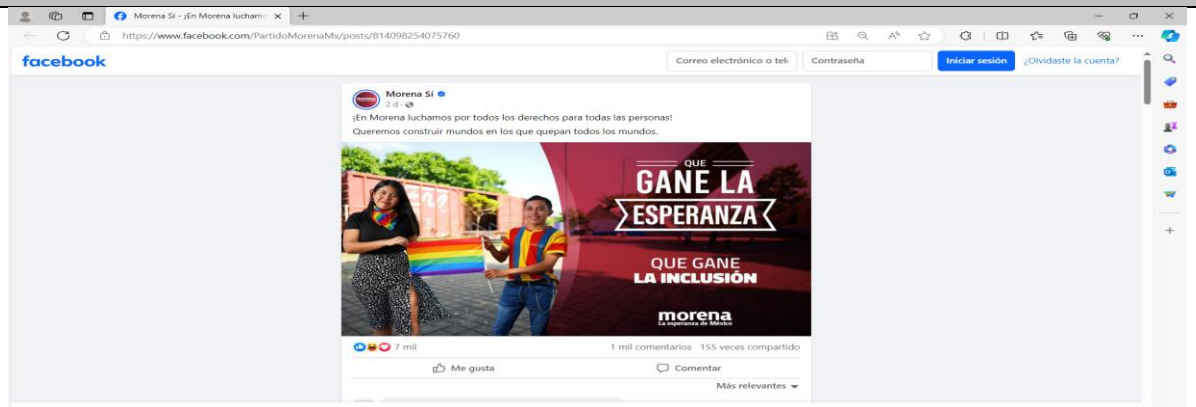 Morena Sí - ¡En Morena lucham
https://www.facebook.com/PartidoMorenaMx/posts/814098254075760
facebook
Correo electrónico o telé
Contraseña
Iniciar sesión
¿Olvidaste la cuenta?
Morena Sí
2 d
¡En Morena luchamos por todos los derechos para todas las personas!
Queremos construir mundos en los que quepan todos los mundos.
QUE
GANE LA
ESPERANZA
QUE GANE
LA INCLUSIÓN
morena
La esperanza de México
7 mil
1 mil comentarios 155 veces compartido
Me gusta
Comentar
Más relevantes